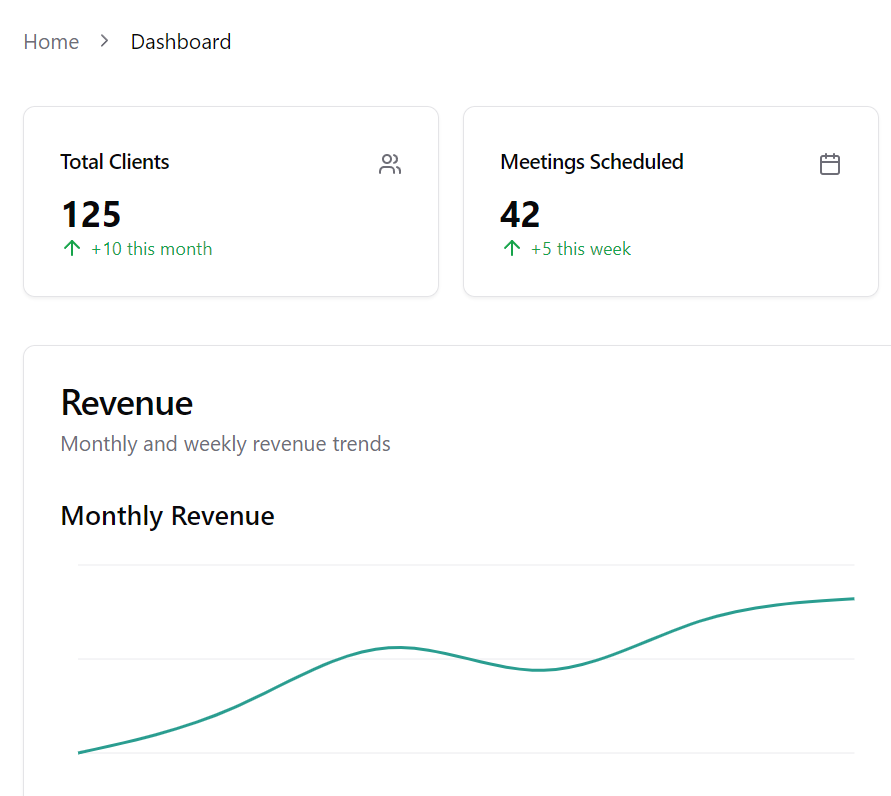 Home > Dashboard
Total Clients
125
+10 this month
Meetings Scheduled
42
+5 this week
Revenue
Monthly and weekly revenue trends
Monthly Revenue